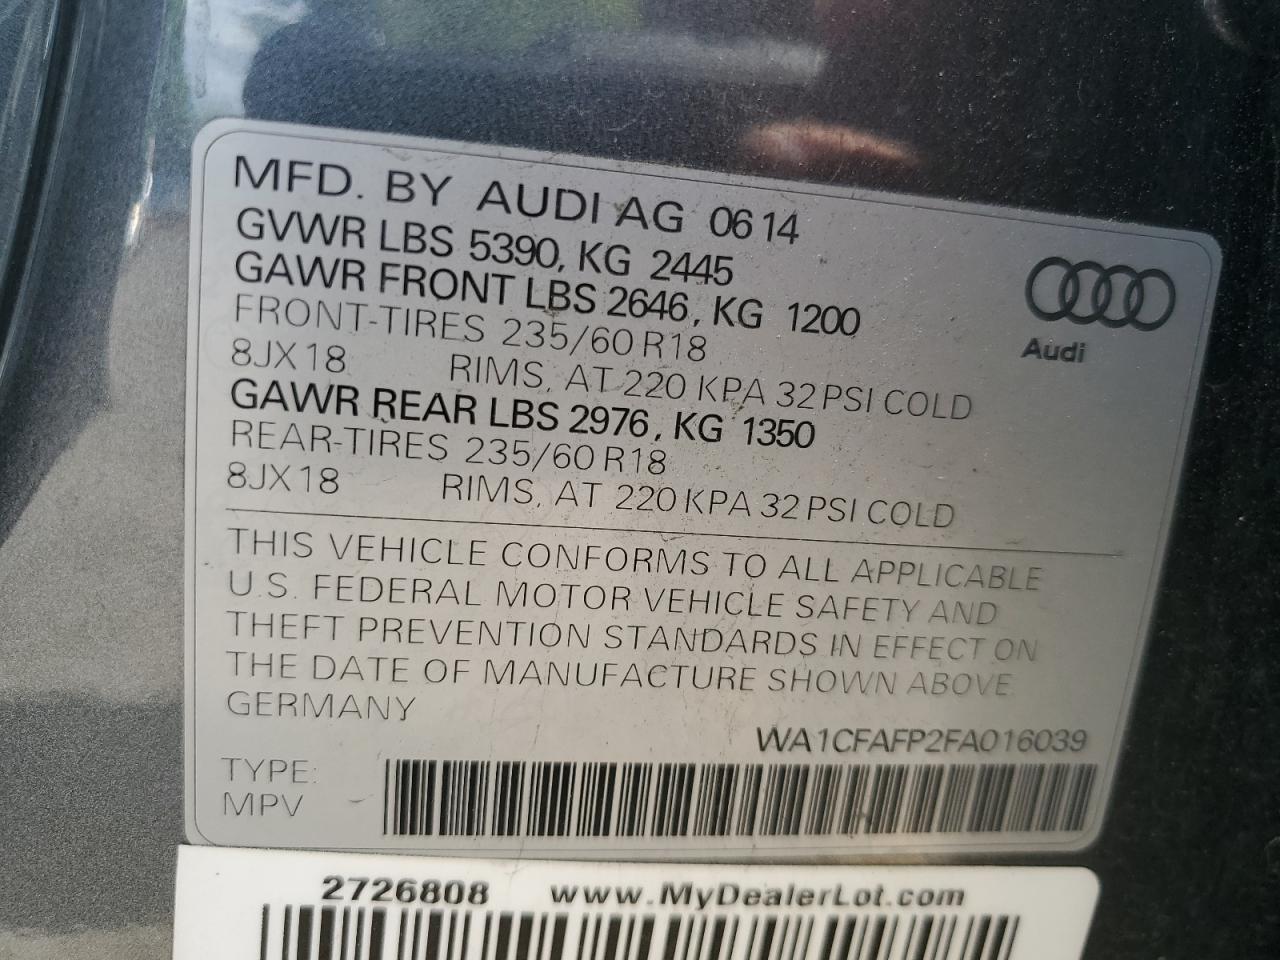 MFD. BY AUDI AG 0614
GVWR LBS 5390, KG 2445
GAWR FRONT LBS 2646, KG 1200
FRONT-TIRES 235/60 R18
8JX18 RIMS, AT 220 KPA 32 PSI COLD
GAWR REAR LBS 2976, KG 1350
REAR-TIRES 235/60 R18
8JX18 RIMS, AT 220 KPA 32 PSI COLD
Audi
THIS VEHICLE CONFORMS TO ALL APPLICABLE
U.S. FEDERAL MOTOR VEHICLE SAFETY AND
THEFT PREVENTION STANDARDS IN EFFECT ON
THE DATE OF MANUFACTURE SHOWN ABOVE
GERMANY
WA1CFAFP2FA016039
TYPE:
MPV
2726808 www.MyDealerLot.com